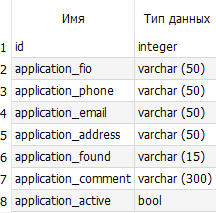 Имя Тип данных
1 id integer
2 application_fio varchar (50)
3 application_phone varchar (50)
4 application_email varchar (50)
5 application_address varchar (50)
6 application_found varchar (15)
7 application_comment varchar (300)
8 application_active bool